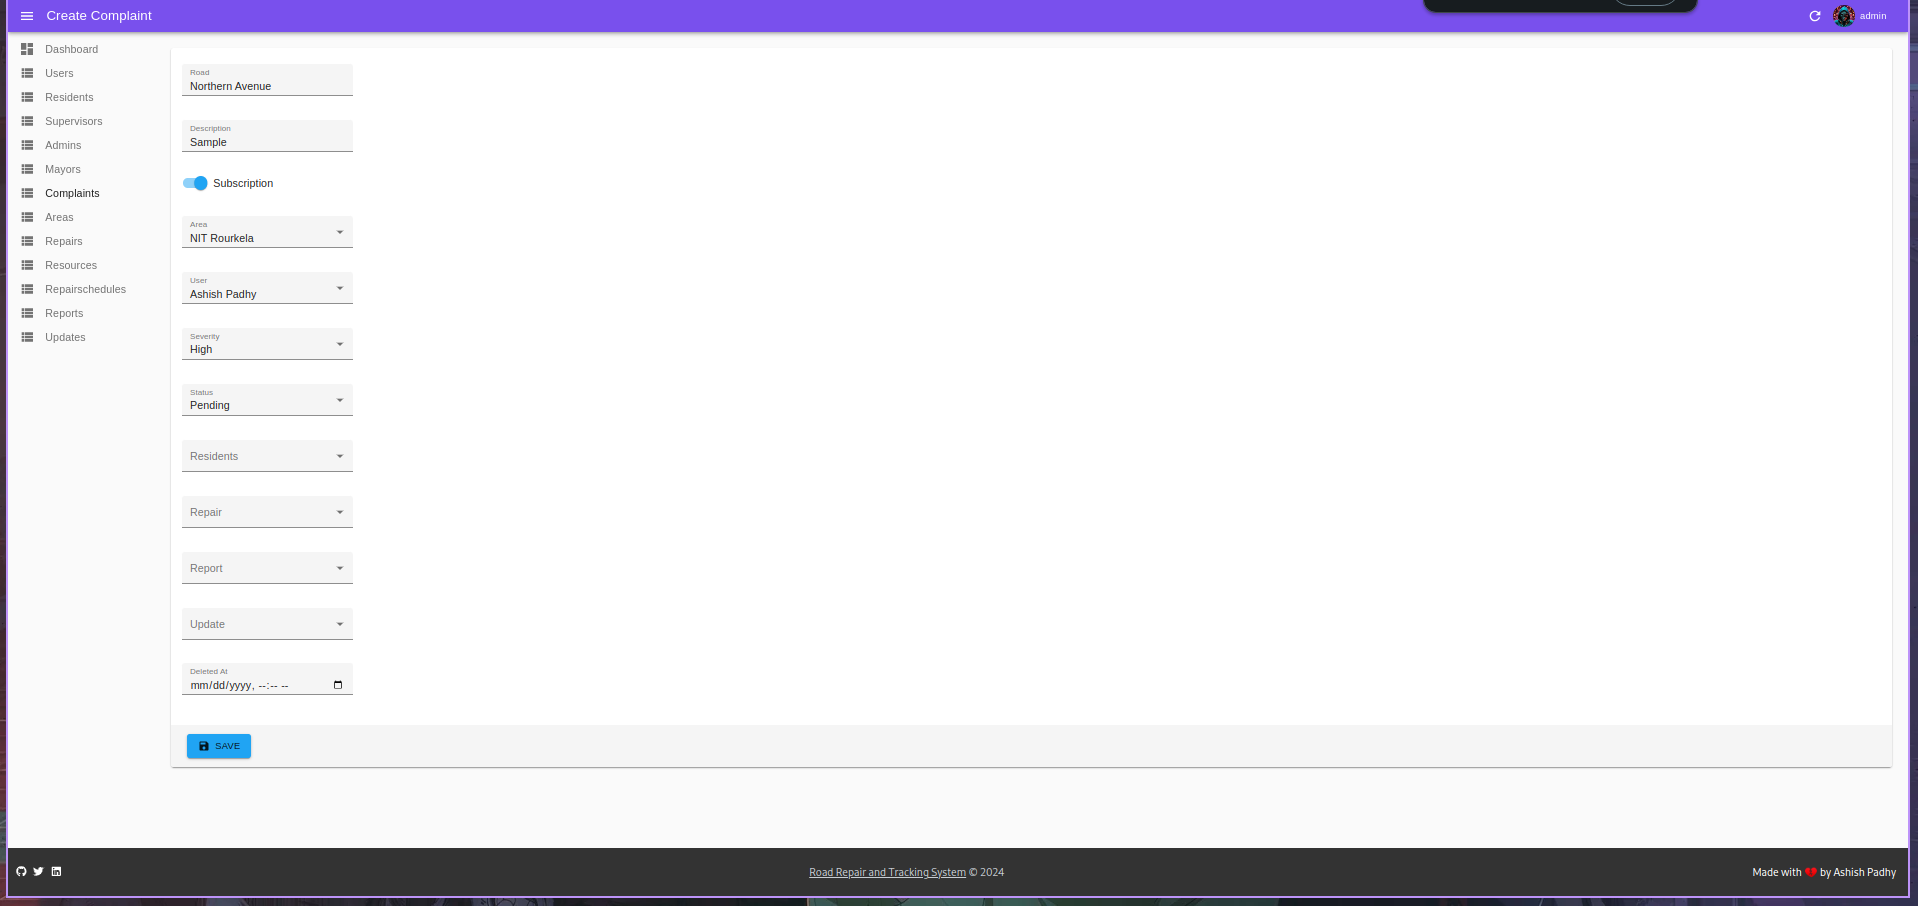 Create Complaint
admin
Dashboard
Users
Residents
Supervisors
Admins
Mayors
Complaints
Areas
Repairs
Resources
Repairschedules
Reports
Updates
Road
Northern Avenue
Description
Sample
Subscription
Area
NIT Rourkela
User
Ashish Padhy
Severity
High
Status
Pending
Residents
Repair
Report
Update
Deleted At
mm/dd/yyyy, --:-- --
SAVE
Road Repair and Tracking System © 2024
Made with 💔 by Ashish Padhy